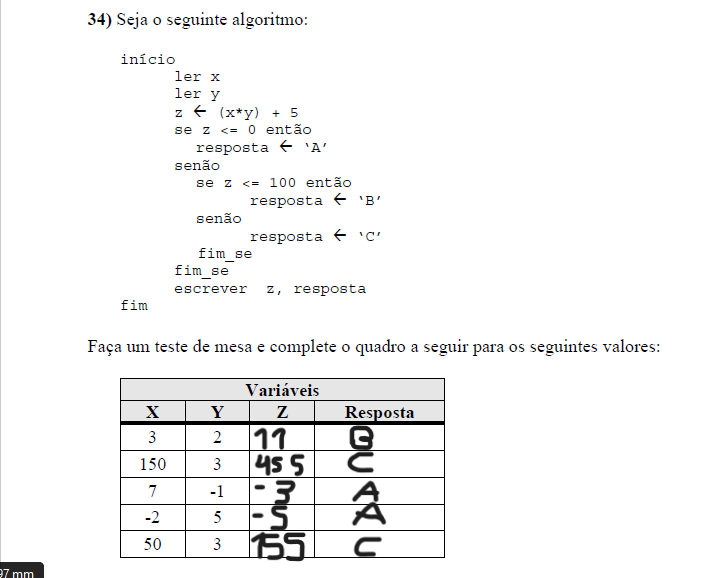 34) Seja o seguinte algoritmo:
início
ler x
ler y
z ← (x*y) + 5
se z <= 0 então
resposta ← ‘A’
senão
se z <= 100 então
resposta ← ‘B’
senão
resposta ← ‘C’
fim_se
fim_se
escrever z, resposta
fim
Faça um teste de mesa e complete o quadro a seguir para os seguintes valores:
Variáveis
X Y Z Resposta
3 2 11 B
150 3 455 C
7 -1 -3 A
-2 5 -5 A
50 3 155 C
mm